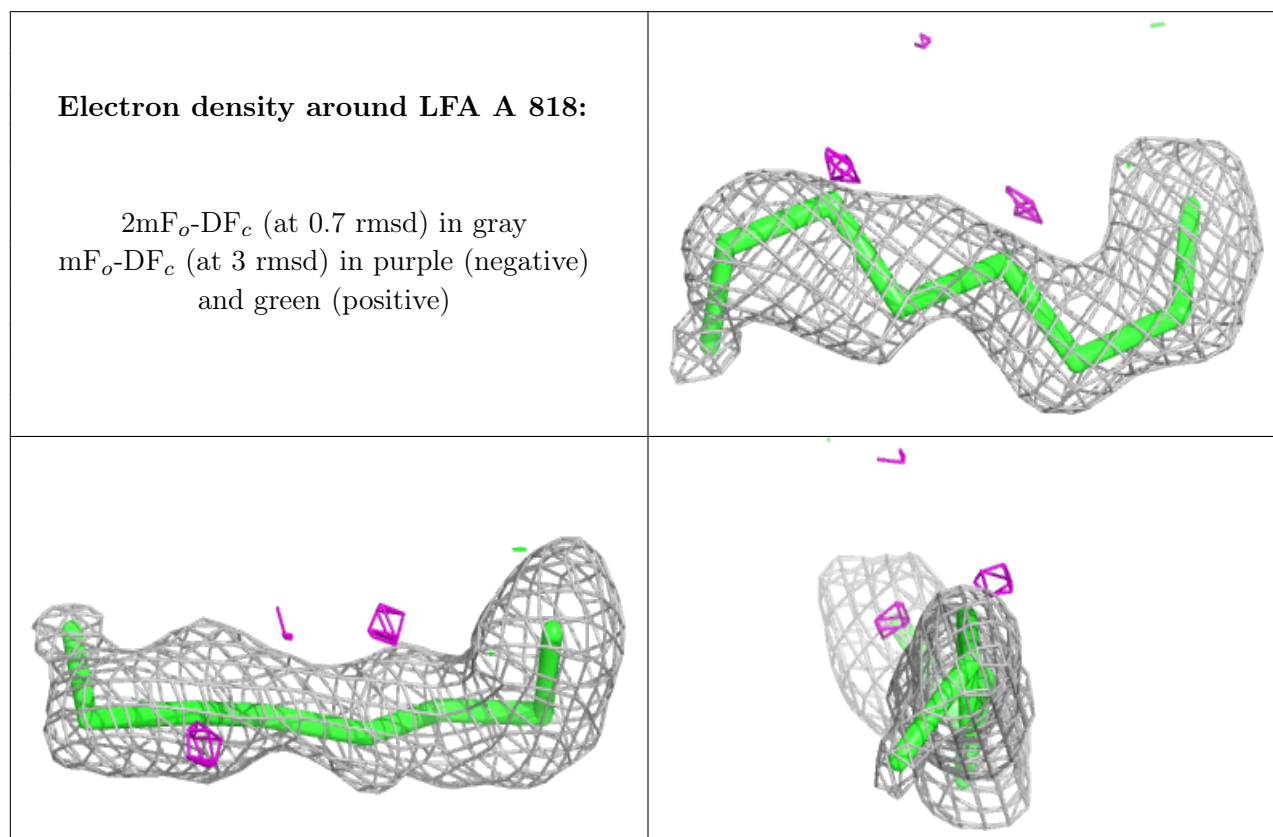 Electron density around LFA A 818:
2mFo-DFc (at 0.7 rmsd) in gray
mFo-DFc (at 3 rmsd) in purple (negative)
and green (positive)